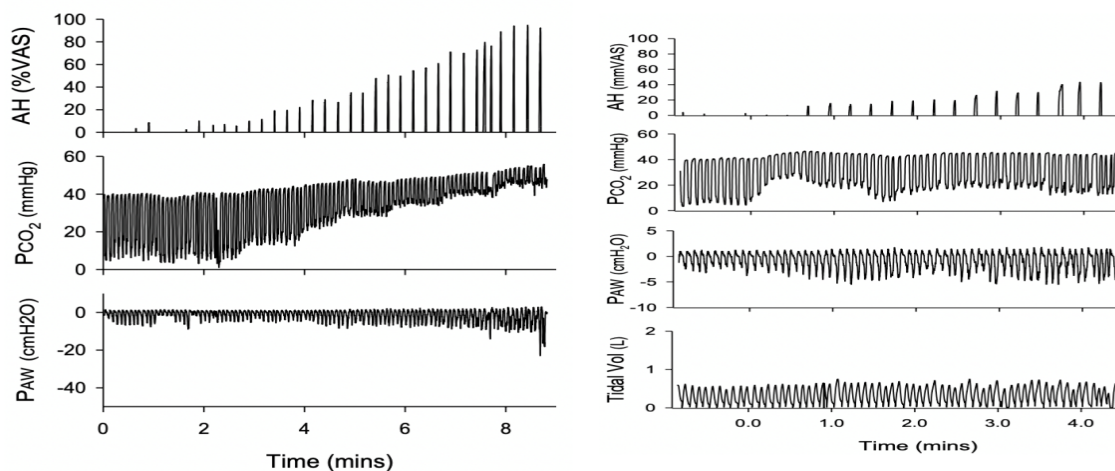 AH (%VAS)
100
80
60
40
20
0
PCO2 (mmHg)
60
40
20
0
PAW (cmH2O)
0
-20
-40
0 2 4 6 8
Time (mins)
AH (mmVAS)
100
80
60
40
20
0
PCO2 (mmHg)
60
40
20
0
PAW (cmH2O)
5
0
-5
-10
Tidal Vol (L)
2
1
0
0.0 1.0 2.0 3.0 4.0
Time (mins)